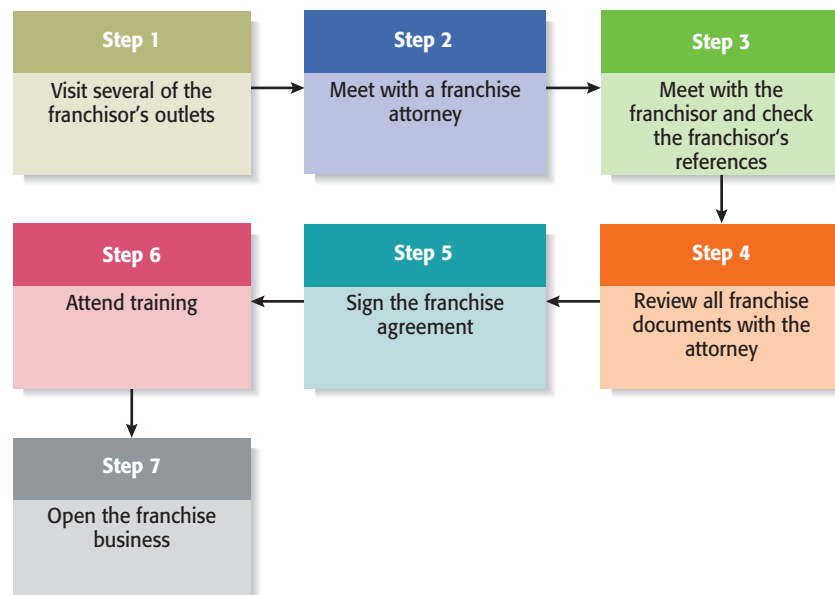 Step 1
Visit several of the
franchisor's outlets
Step 2
Meet with a franchise
attorney
Step 3
Meet with the
franchisor and check
the franchisor‘s
references
Step 4
Review all franchise
documents with the
attorney
Step 5
Sign the franchise
agreement
Step 6
Attend training
Step 7
Open the franchise
business